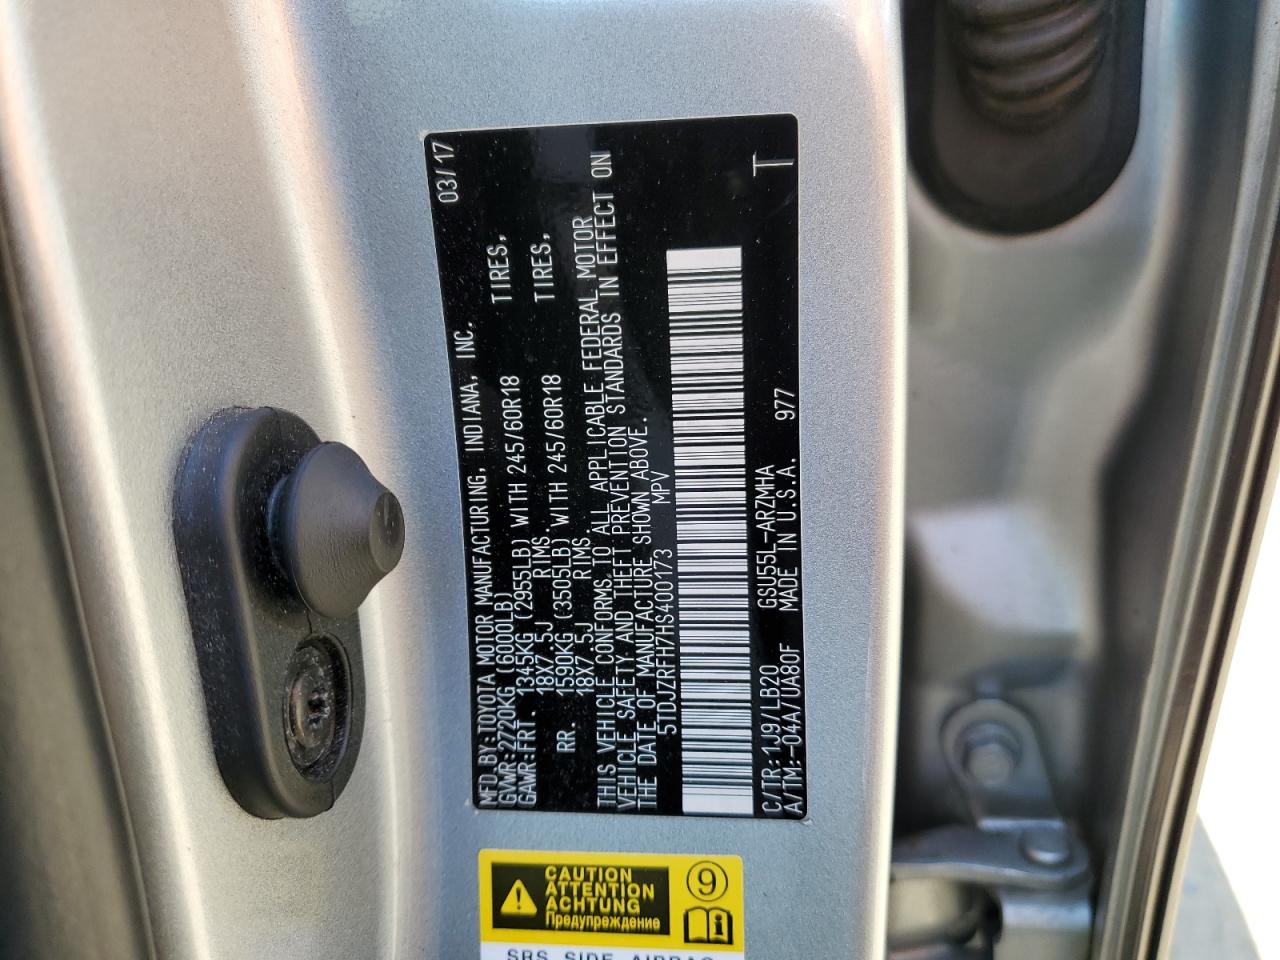 MFD.BY:TOYOTA MOTOR MANUFACTURING, INDIANA, INC. 03/17
GVWR:2720KG (6000LB)
GAWR:FRT. 1345KG (2955LB) WITH 245/60R18 TIRES,
18X7.5J RIMS
RR. 1590KG (3505LB) WITH 245/60R18 TIRES,
18X7.5J RIMS
THIS VEHICLE CONFORMS TO ALL APPLICABLE FEDERAL MOTOR
VEHICLE SAFETY AND THEFT PREVENTION STANDARDS IN EFFECT ON
THE DATE OF MANUFACTURE SHOWN ABOVE.
5TDJZRFH7HS400173 MPV
C/TR:1J9/LB20 GSU55L-ARZMHA T
A/TM:-04A/UA80F MADE IN U.S.A. 977
CAUTION
ATTENTION
ACHTUNG
Предупреждение
9
i
SRS SIDE AIRBAG